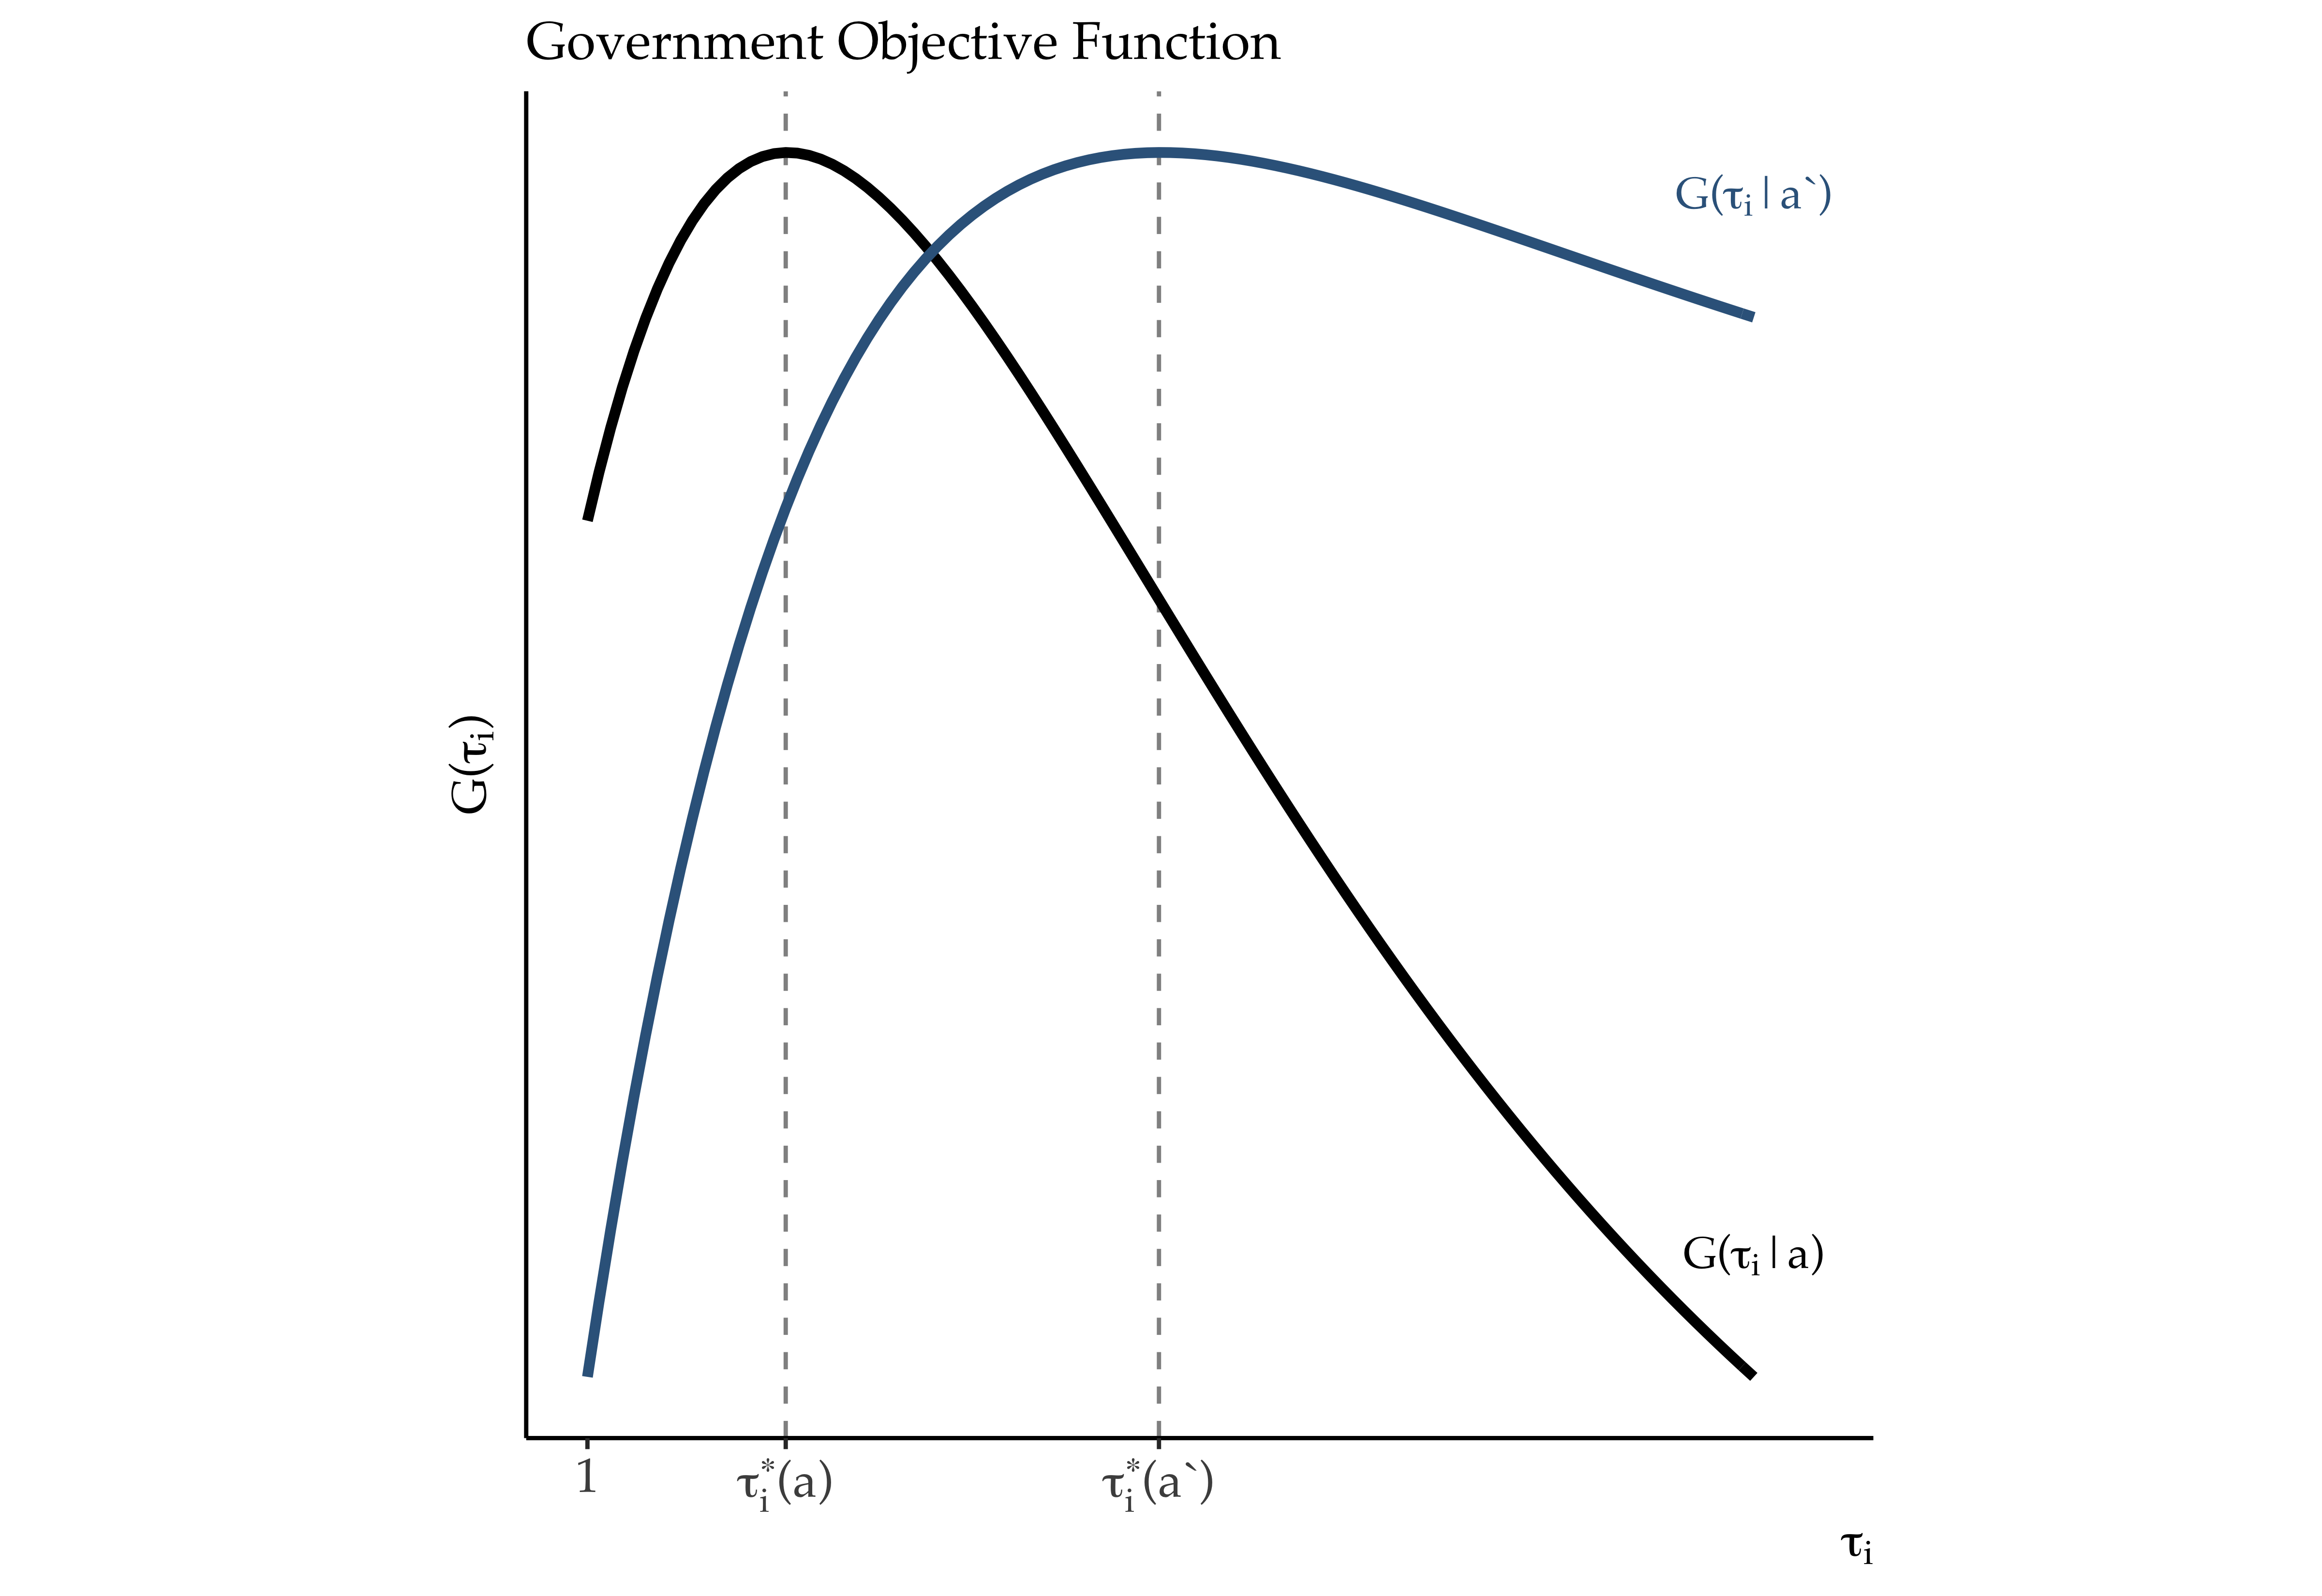 Government Objective Function
G(τi | a`)
G(τi)
G(τi | a)
1
τi*(a)
τi*(a`)
τi